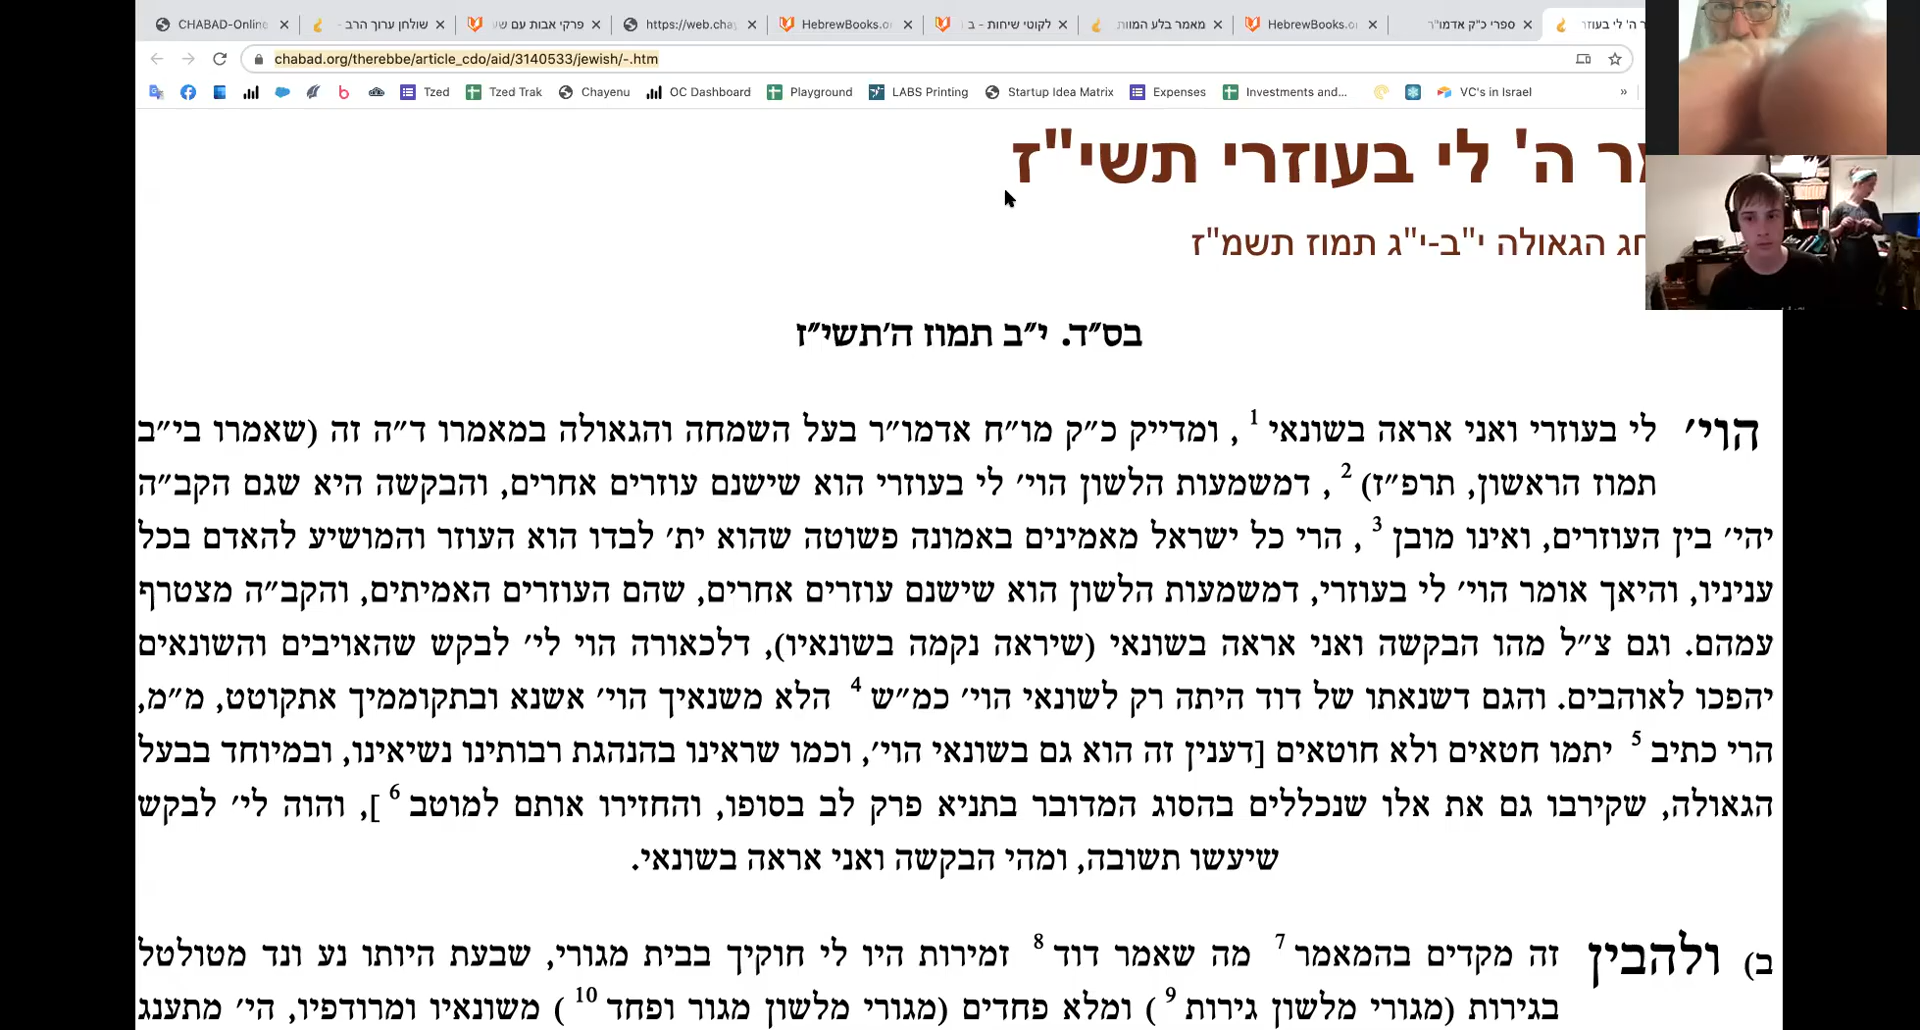 CHABAD-Online
שולחן ערוך הרב -
פרקי אבות עם שע
https://web.cha
HebrewBooks.o
לקוטי שיחות - ב
מאמר בלע המוות
HebrewBooks.o
ספרי כ"ק אדמו"ר
ה' לי בעוזרי
chabad.org/therebbe/article_cdo/aid/3140533/jewish/-.htm
Tzed
Tzed Trak
Chayenu
OC Dashboard
Playground
LABS Printing
Startup Idea Matrix
Expenses
Investments and...
VC's in Israel
»
ר ה' לי בעוזרי תשי"ז
חג הגאולה י"ב-י"ג תמוז תשמ"ז
בס״ד. י״ב תמוז ה׳תשי״ז
הוי׳ לי בעוזרי ואני אראה בשונאי 1, ומדייק כ״ק מו״ח אדמו״ר בעל השמחה והגאולה במאמרו ד״ה זה (שאמרו בי״ב
תמוז הראשון, תרפ״ז) 2, דמשמעות הלשון הוי׳ לי בעוזרי הוא שישנם עוזרים אחרים, והבקשה היא שגם הקב״ה
יהי׳ בין העוזרים, ואינו מובן 3, הרי כל ישראל מאמינים באמונה פשוטה שהוא ית׳ לבדו הוא העוזר והמושיע להאדם בכל
עניניו, והיאך אומר הוי׳ לי בעוזרי, דמשמעות הלשון הוא שישנם עוזרים אחרים, שהם העוזרים האמיתים, והקב״ה מצטרף
עמהם. וגם צ״ל מהו הבקשה ואני אראה בשונאי (שיראה נקמה בשונאיו), דלכאורה הוי לי׳ לבקש שהאויבים והשונאים
יהפכו לאוהבים. והגם דשנאתו של דוד היתה רק לשונאי הוי׳ כמ״ש 4 הלא משנאיך הוי׳ אשנא ובתקוממיך אתקוטט, מ״מ,
הרי כתיב 5 יתמו חטאים ולא חוטאים [דענין זה הוא גם בשונאי הוי׳, וכמו שראינו בהנהגת רבותינו נשיאינו, ובמיוחד בבעל
הגאולה, שקירבו גם את אלו שנכללים בהסוג המדובר בתניא פרק לב בסופו, והחזירו אותם למוטב 6], והוה לי׳ לבקש
שיעשו תשובה, ומהי הבקשה ואני אראה בשונאי.
ב) ולהבין זה מקדים בהמאמר 7 מה שאמר דוד 8 זמירות היו לי חוקיך בבית מגורי, שבעת היותו נע ונד מטולטל
בגירות (מגורי מלשון גירות 9) ומלא פחדים (מגורי מלשון מגור ופחד 10) משונאיו ומרודפיו, הי׳ מתענג